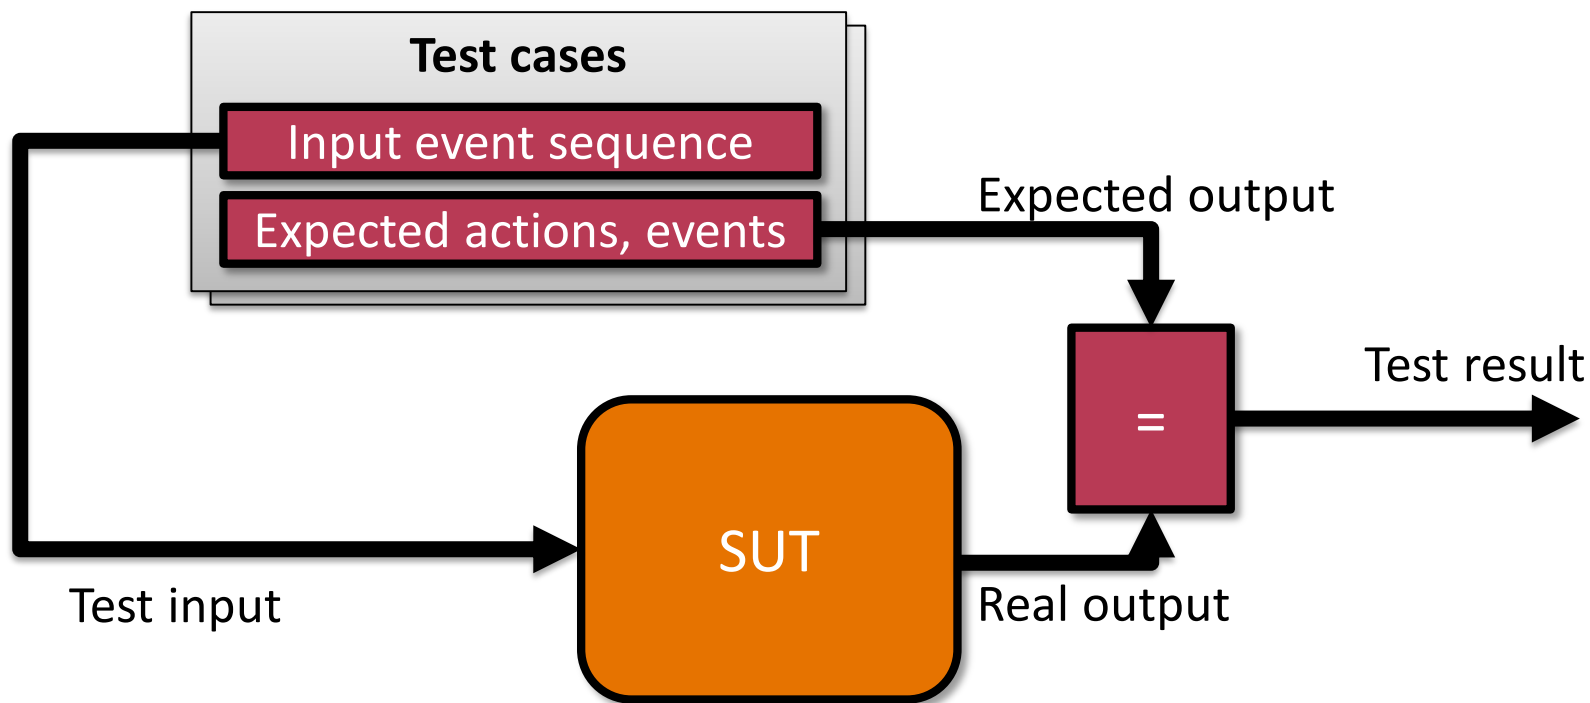 Test cases
Input event sequence
Expected actions, events
Expected output
Test result
=
SUT
Test input
Real output